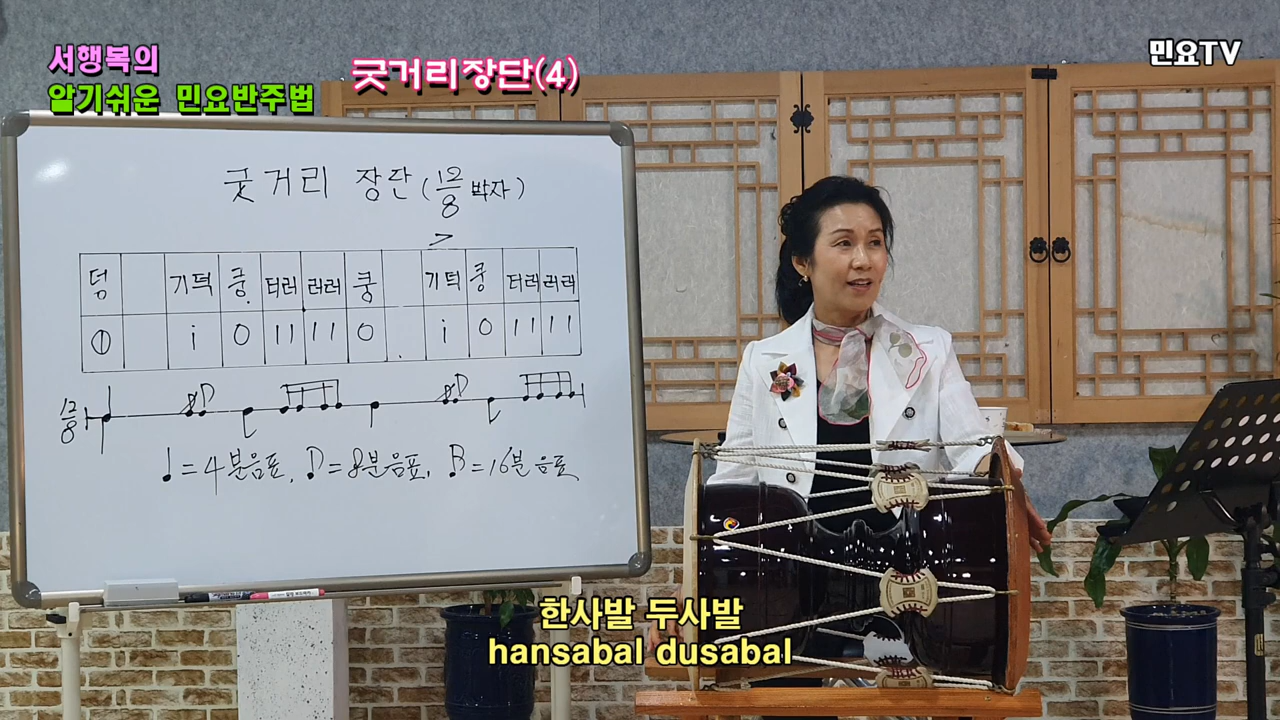 서행복의
알기쉬운 민요반주법
굿거리장단(4)
민요TV
굿거리 장단 (12/8 박자)
>
덩 기덕 쿵 더러 러러 쿵 기덕 쿵 더러 러러
① i 0 11 11 0 i 0 11 11
12/8
♩=4분음표. ♪=8분음표. =16분음표
한사발 두사발
hansabal dusabal